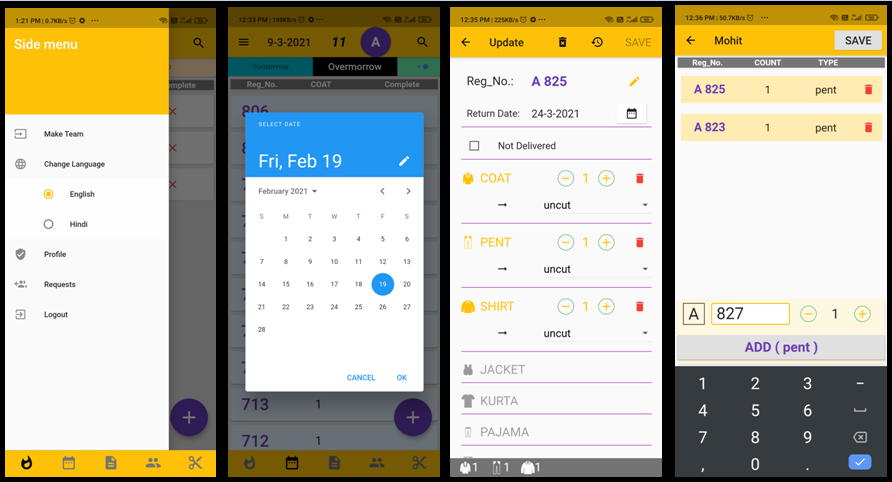 1:21 PM | 0.7KB/s
Side menu
Make Team
Change Language
English
Hindi
Profile
Requests
Logout
mplete
12:33 PM | 198KB/s
9-3-2021
11
A
Tomorrow
Overmorrow
Reg_No.
COAT
Complete
806
SELECT DATE
Fri, Feb 19
February 2021
S M T W T F S
1 2 3 4 5 6
7 8 9 10 11 12 13
14 15 16 17 18 19 20
21 22 23 24 25 26 27
28
CANCEL OK
713 1
712 1
12:35 PM | 225KB/s
Update
SAVE
Reg_No.: A 825
Return Date: 24-3-2021
Not Delivered
COAT 1
uncut
PENT 1
uncut
SHIRT 1
uncut
JACKET
KURTA
PAJAMA
1 1 1
12:36 PM | 50.7KB/s
Mohit
SAVE
Reg_No. COUNT TYPE
A 825 1 pent
A 823 1 pent
A 827 1
ADD ( pent )
1 2 3 –
4 5 6
7 8 9
, 0 .